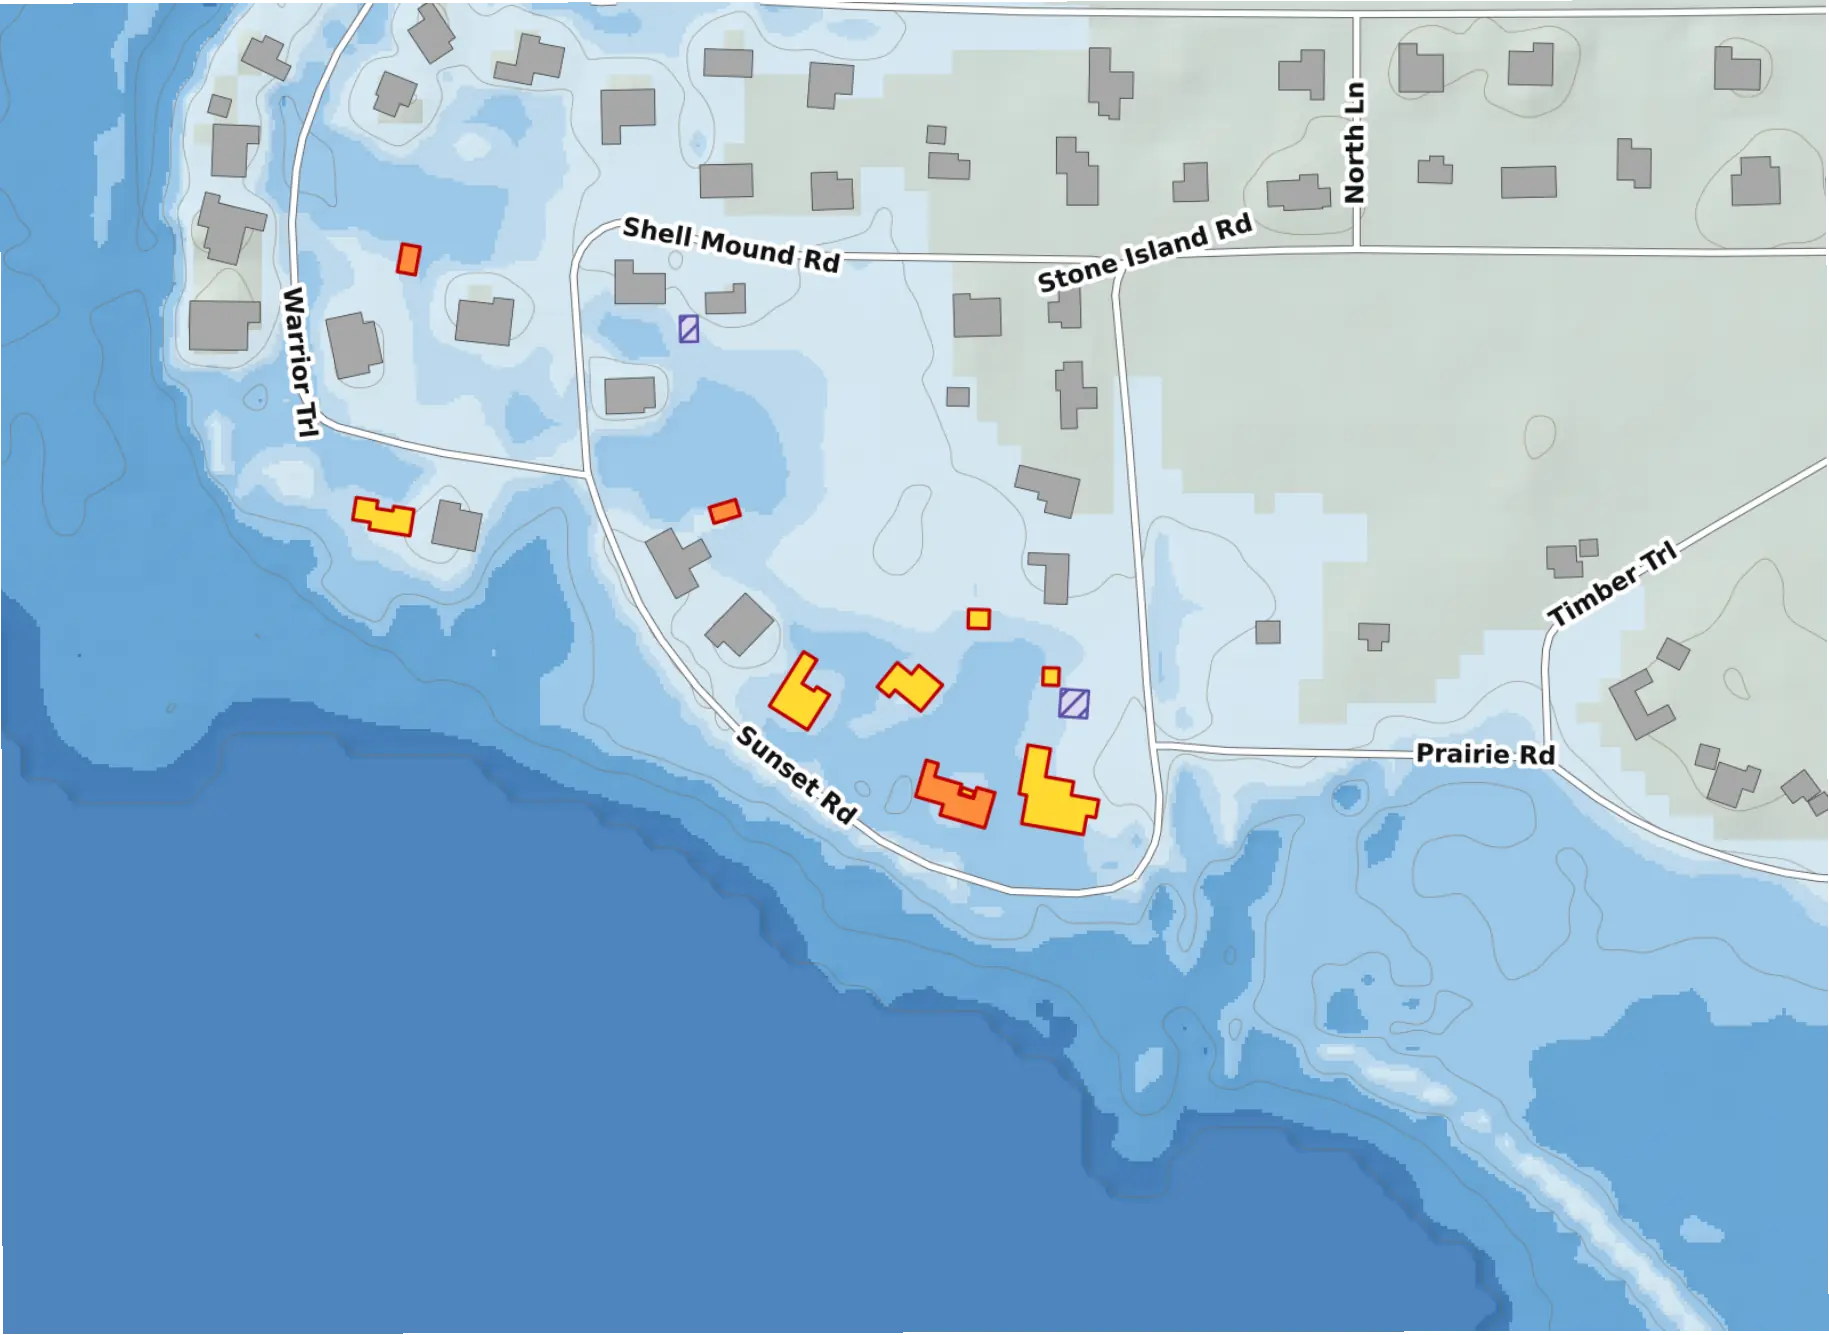 North Ln
Shell Mound Rd
Stone Island Rd
Warrior Trl
Timber Trl
Sunset Rd
Prairie Rd